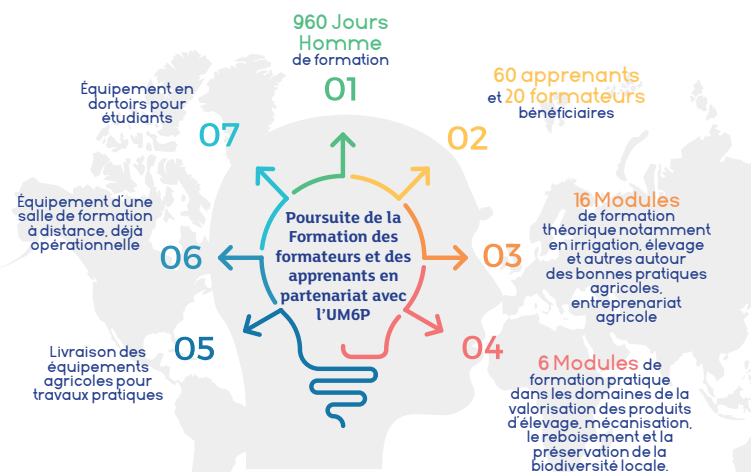 960 Jours
Homme
de formation
01
60 apprenants
et 20 formateurs
bénéficiaires
02
16 Modules
de formation
théorique notamment
en irrigation, élevage
et autres autour
des bonnes pratiques
agricoles,
entreprenariat
agricole
03
6 Modules de
formation pratique
dans les domaines de la
valorisation des produits
d'élevage, mécanisation,
le reboisement et la
préservation de la
biodiversité locale.
04
Livraison des
équipements
agricoles pour
travaux pratiques
05
Équipement d'une
salle de formation
à distance, déjà
opérationnelle
06
Équipement en
dortoirs pour
étudiants
07
Poursuite de la
Formation des
formateurs et des
apprenants en
partenariat avec
l'UM6P